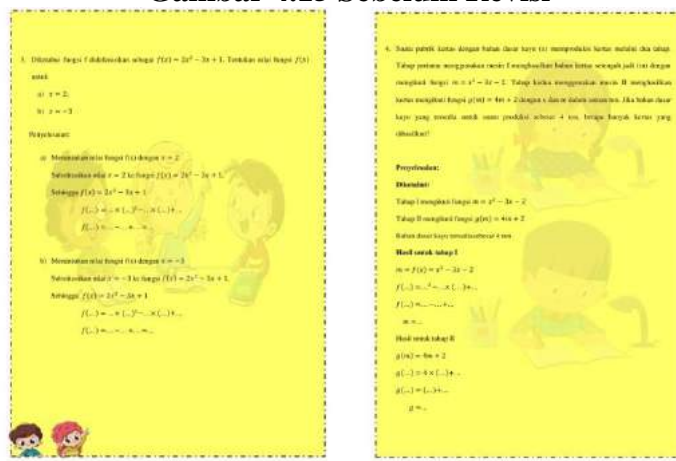 Gambar 4.15 Sebelum Revisi
3. Diketahui fungsi f didefinisikan sebagai f(x) = 2x² − 3x + 1. Tentukan nilai fungsi f(x)
untuk
a) x = 2;
b) x = −3
Penyelesaian:
a) Menentukan nilai fungsi f(x) dengan x = 2
Substitusikan nilai x = 2 ke fungsi f(x) = 2x² − 3x + 1.
Sehingga f(x) = 2x² − 3x + 1
f(...) = ... × (...)² − ... × (...) + ...
f(...) = ... − ... + ... = ...
b) Menentukan nilai fungsi f(x) dengan x = −3
Substitusikan nilai x = −3 ke fungsi f(x) = 2x² − 3x + 1.
Sehingga f(x) = 2x² − 3x + 1
f(...) = ... × (...)² − ... × (...) + ...
f(...) = ... − ... + ... = ...
4. Suatu pabrik kertas dengan bahan dasar kayu (x) memproduksi kertas melalui dua tahap.
Tahap pertama menggunakan mesin I menghasilkan bahan kertas setengah jadi (m) dengan
mengikuti fungsi m = x² − 3x − 2. Tahap kedua menggunakan mesin II menghasilkan
kertas mengikuti fungsi g(m) = 4m + 2 dengan x dan m dalam satuan ton. Jika bahan dasar
kayu yang tersedia untuk suatu produksi sebesar 4 ton, berapa banyak kertas yang
dihasilkan?
Penyelesaian:
Diketahui:
Tahap I mengikuti fungsi m = x² − 3x − 2
Tahap II mengikuti fungsi g(m) = 4m + 2
Bahan dasar kayu tersedia sebesar 4 ton
Hasil untuk tahap I
m = f(x) = x² − 3x − 2
f(...) = ...² − ... × (...) + ...
f(...) = ... − ... + ...
m = ...
Hasil untuk tahap II
g(m) = 4m + 2
g(...) = 4 × (...) + ...
g(...) = (...) + ...
g = ...